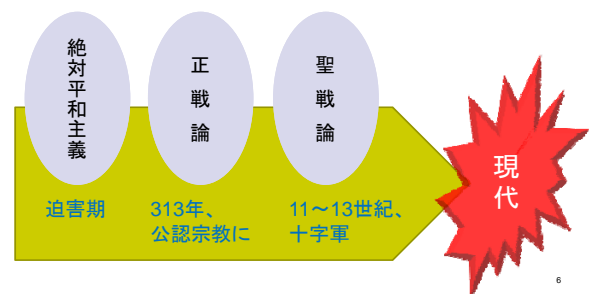 絶対平和主義
正戦論
聖戦論
迫害期
313年、
公認宗教に
11～13世紀、
十字軍
現代
6